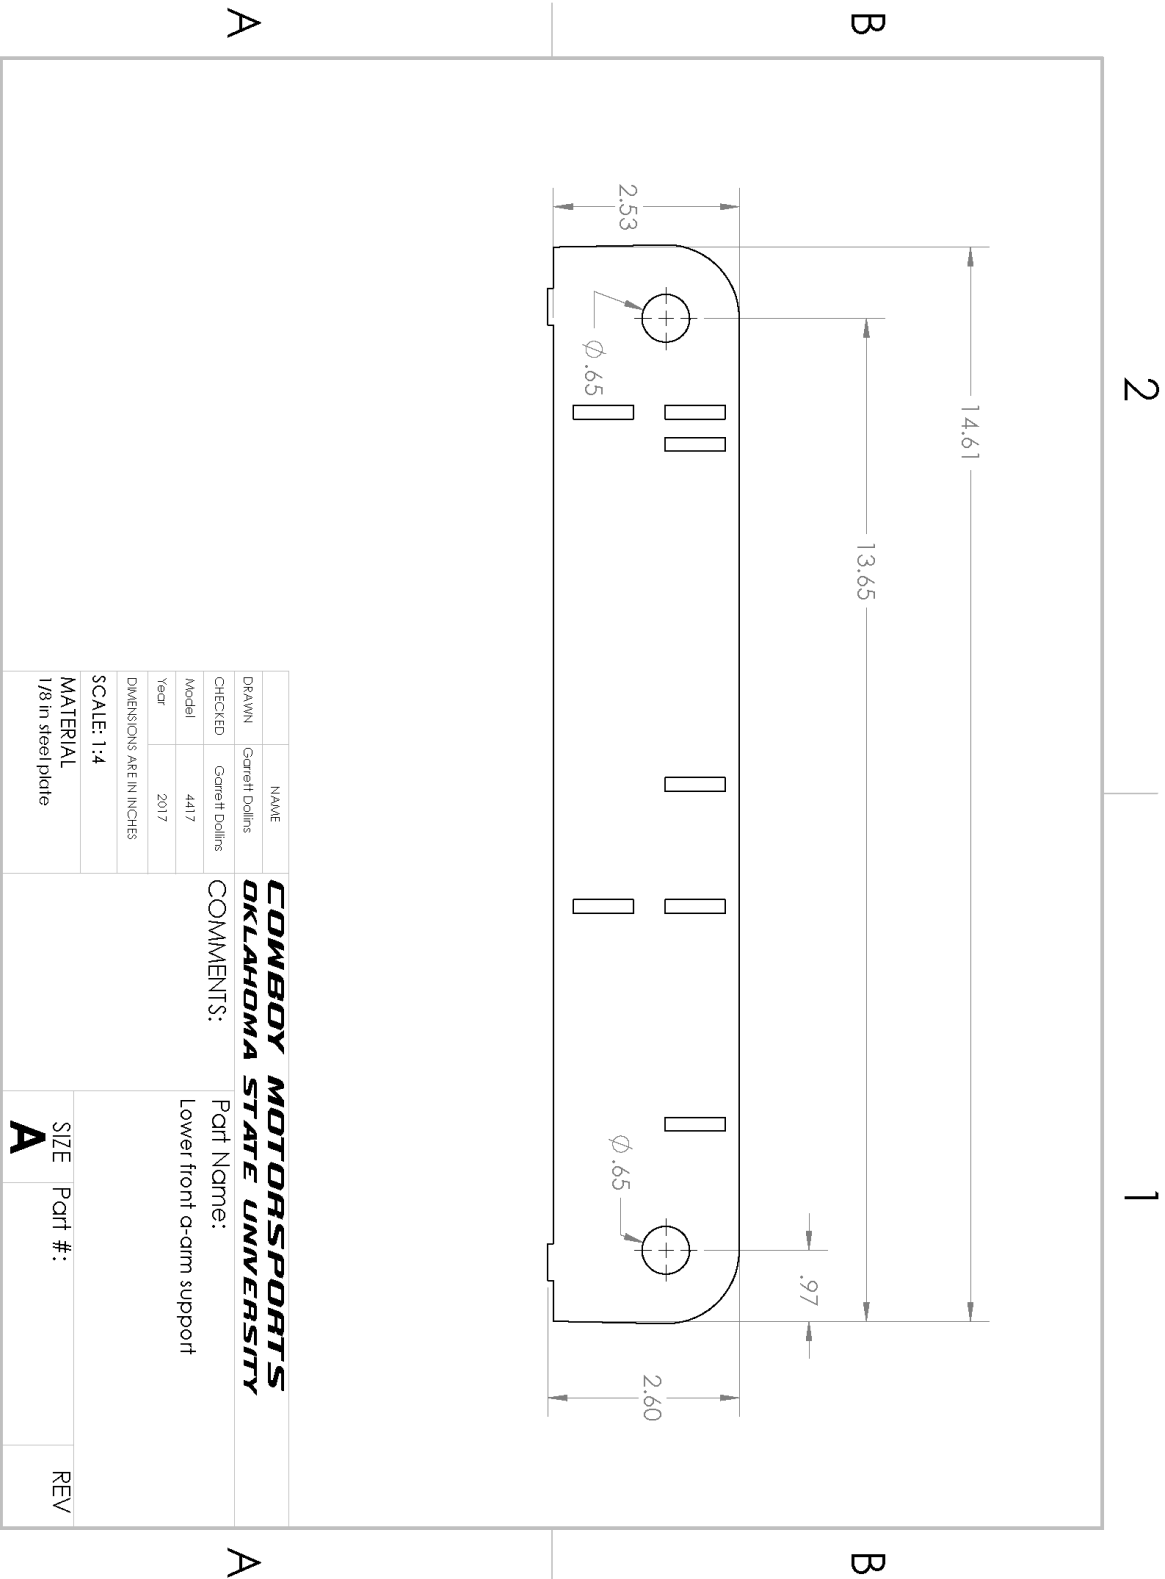 2
1
B
B
A
A
14.61
13.65
.97
2.53
2.60
Ø .65
Ø .65
NAME
DRAWN Garrett Dollins
CHECKED Garrett Dollins
Model 4417
Year 2017
DIMENSIONS ARE IN INCHES
SCALE: 1:4
MATERIAL
1/8 in steel plate
COWBOY MOTORSPORTS
OKLAHOMA STATE UNIVERSITY
COMMENTS:
Part Name:
Lower front a-arm support
SIZE Part #: REV
A